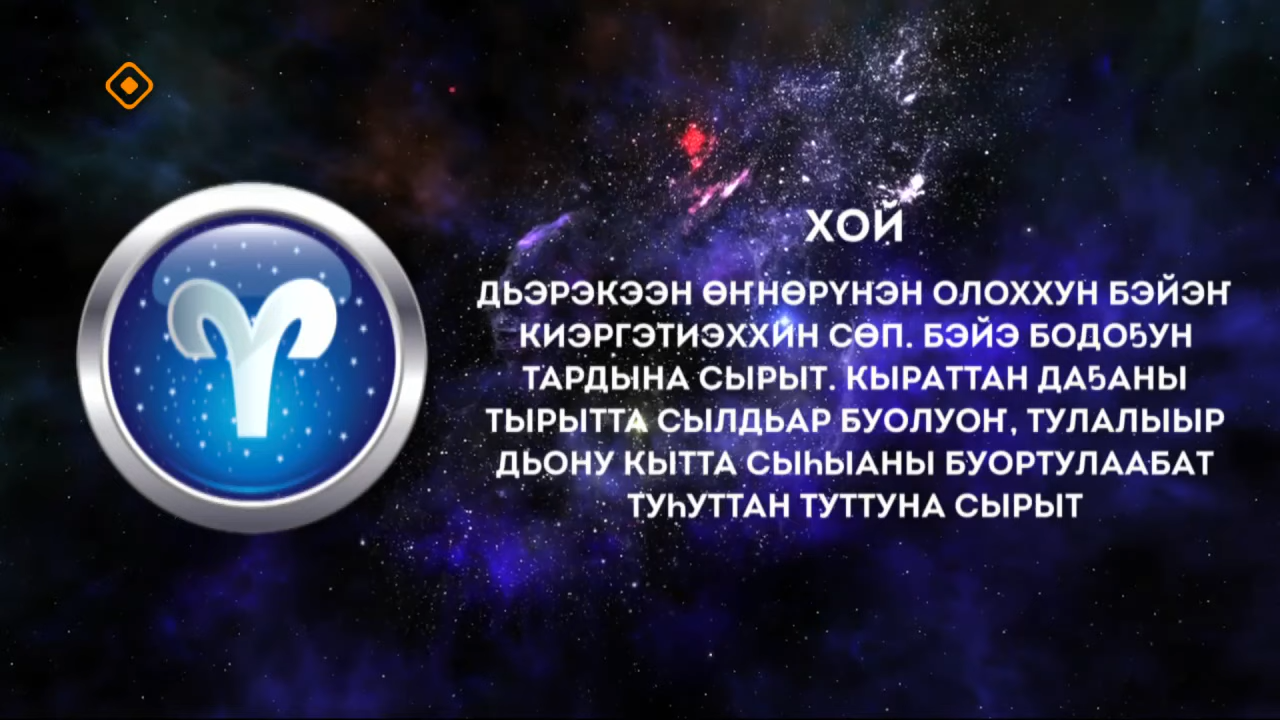 ХОЙ
ДЬЭРЭКЭЭН ӨҤНӨРҮНЭН ОЛОХХУН БЭЙЭҤ
КИЭРГЭТИЭХХИН СӨП. БЭЙЭ БОДОҔУН
ТАРДЫНА СЫРЫТ. КЫРАТТАН ДАҔАНЫ
ТЫРЫТТА СЫЛДЬАР БУОЛУОҤ, ТУЛАЛЫЫР
ДЬОНУ КЫТТА СЫҺЫАНЫ БУОРТУЛААБАТ
ТУҺУТТАН ТУТТУНА СЫРЫТ